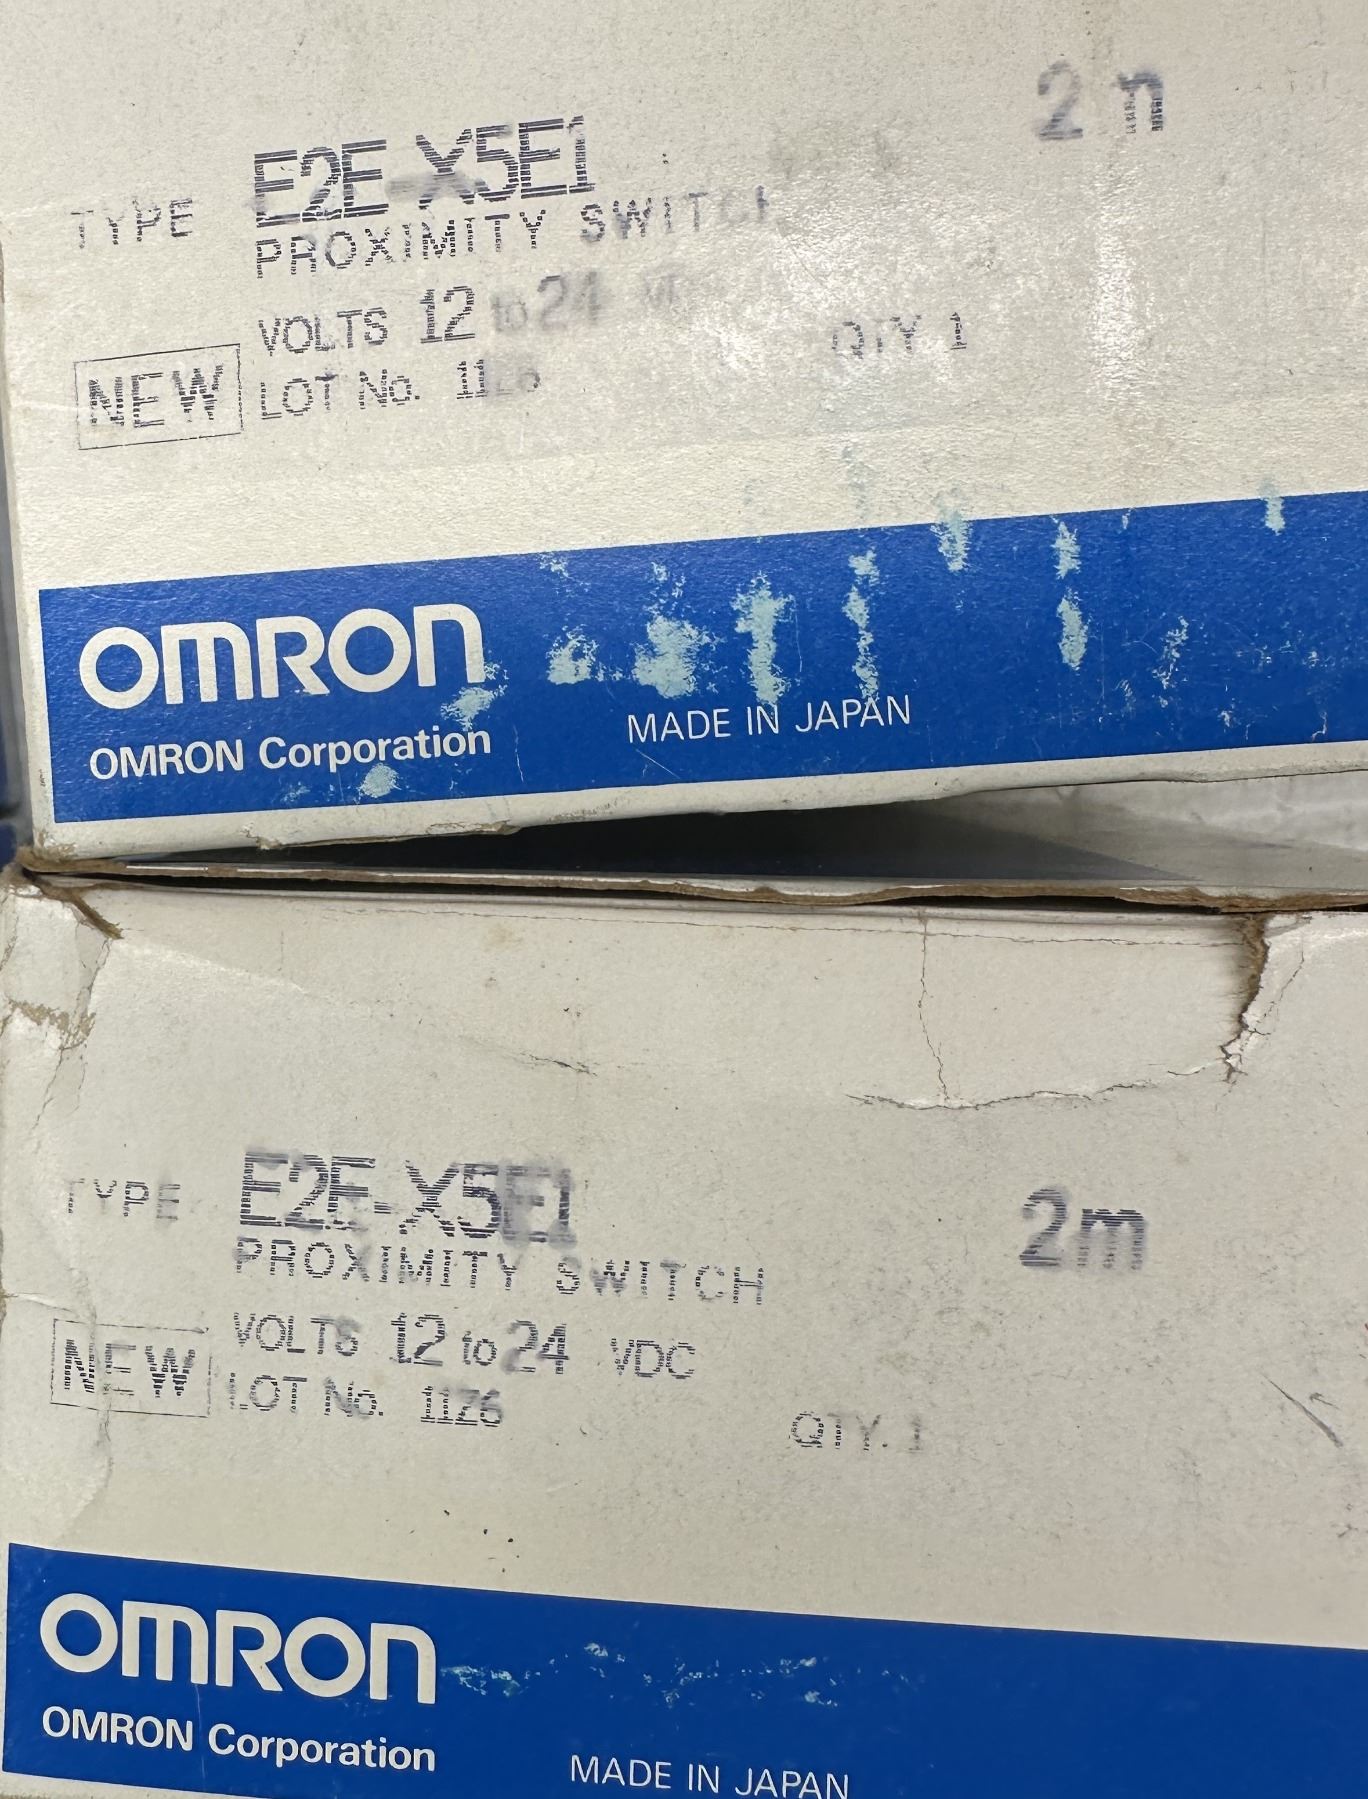 2m
TYPE E2E-X5E1
PROXIMITY SWITCH
VOLTS 12 to 24
QTY. 1
NEW LOT No.
OMRON
OMRON Corporation
MADE IN JAPAN
TYPE E2E-X5E1 2m
PROXIMITY SWITCH
VOLTS 12 to 24 VDC
NEW LOT No. 1126
QTY. 1
OMRON
OMRON Corporation
MADE IN JAPAN